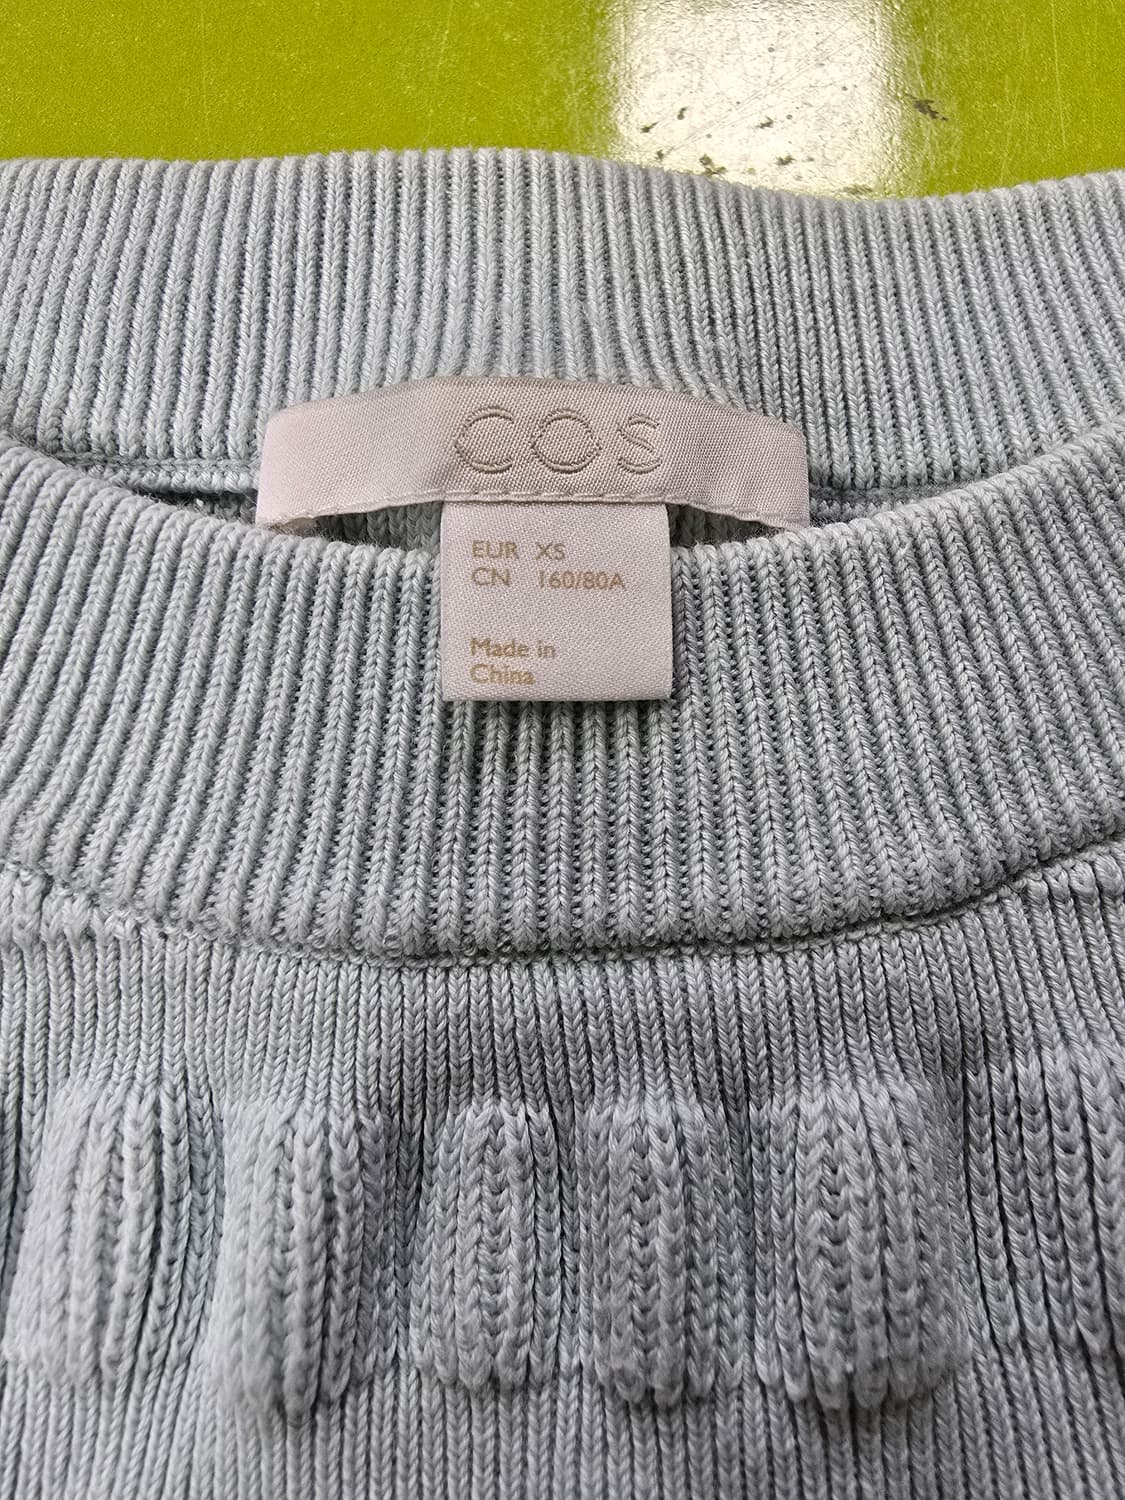 COS
EUR XS
CN 160/80A
Made in
China